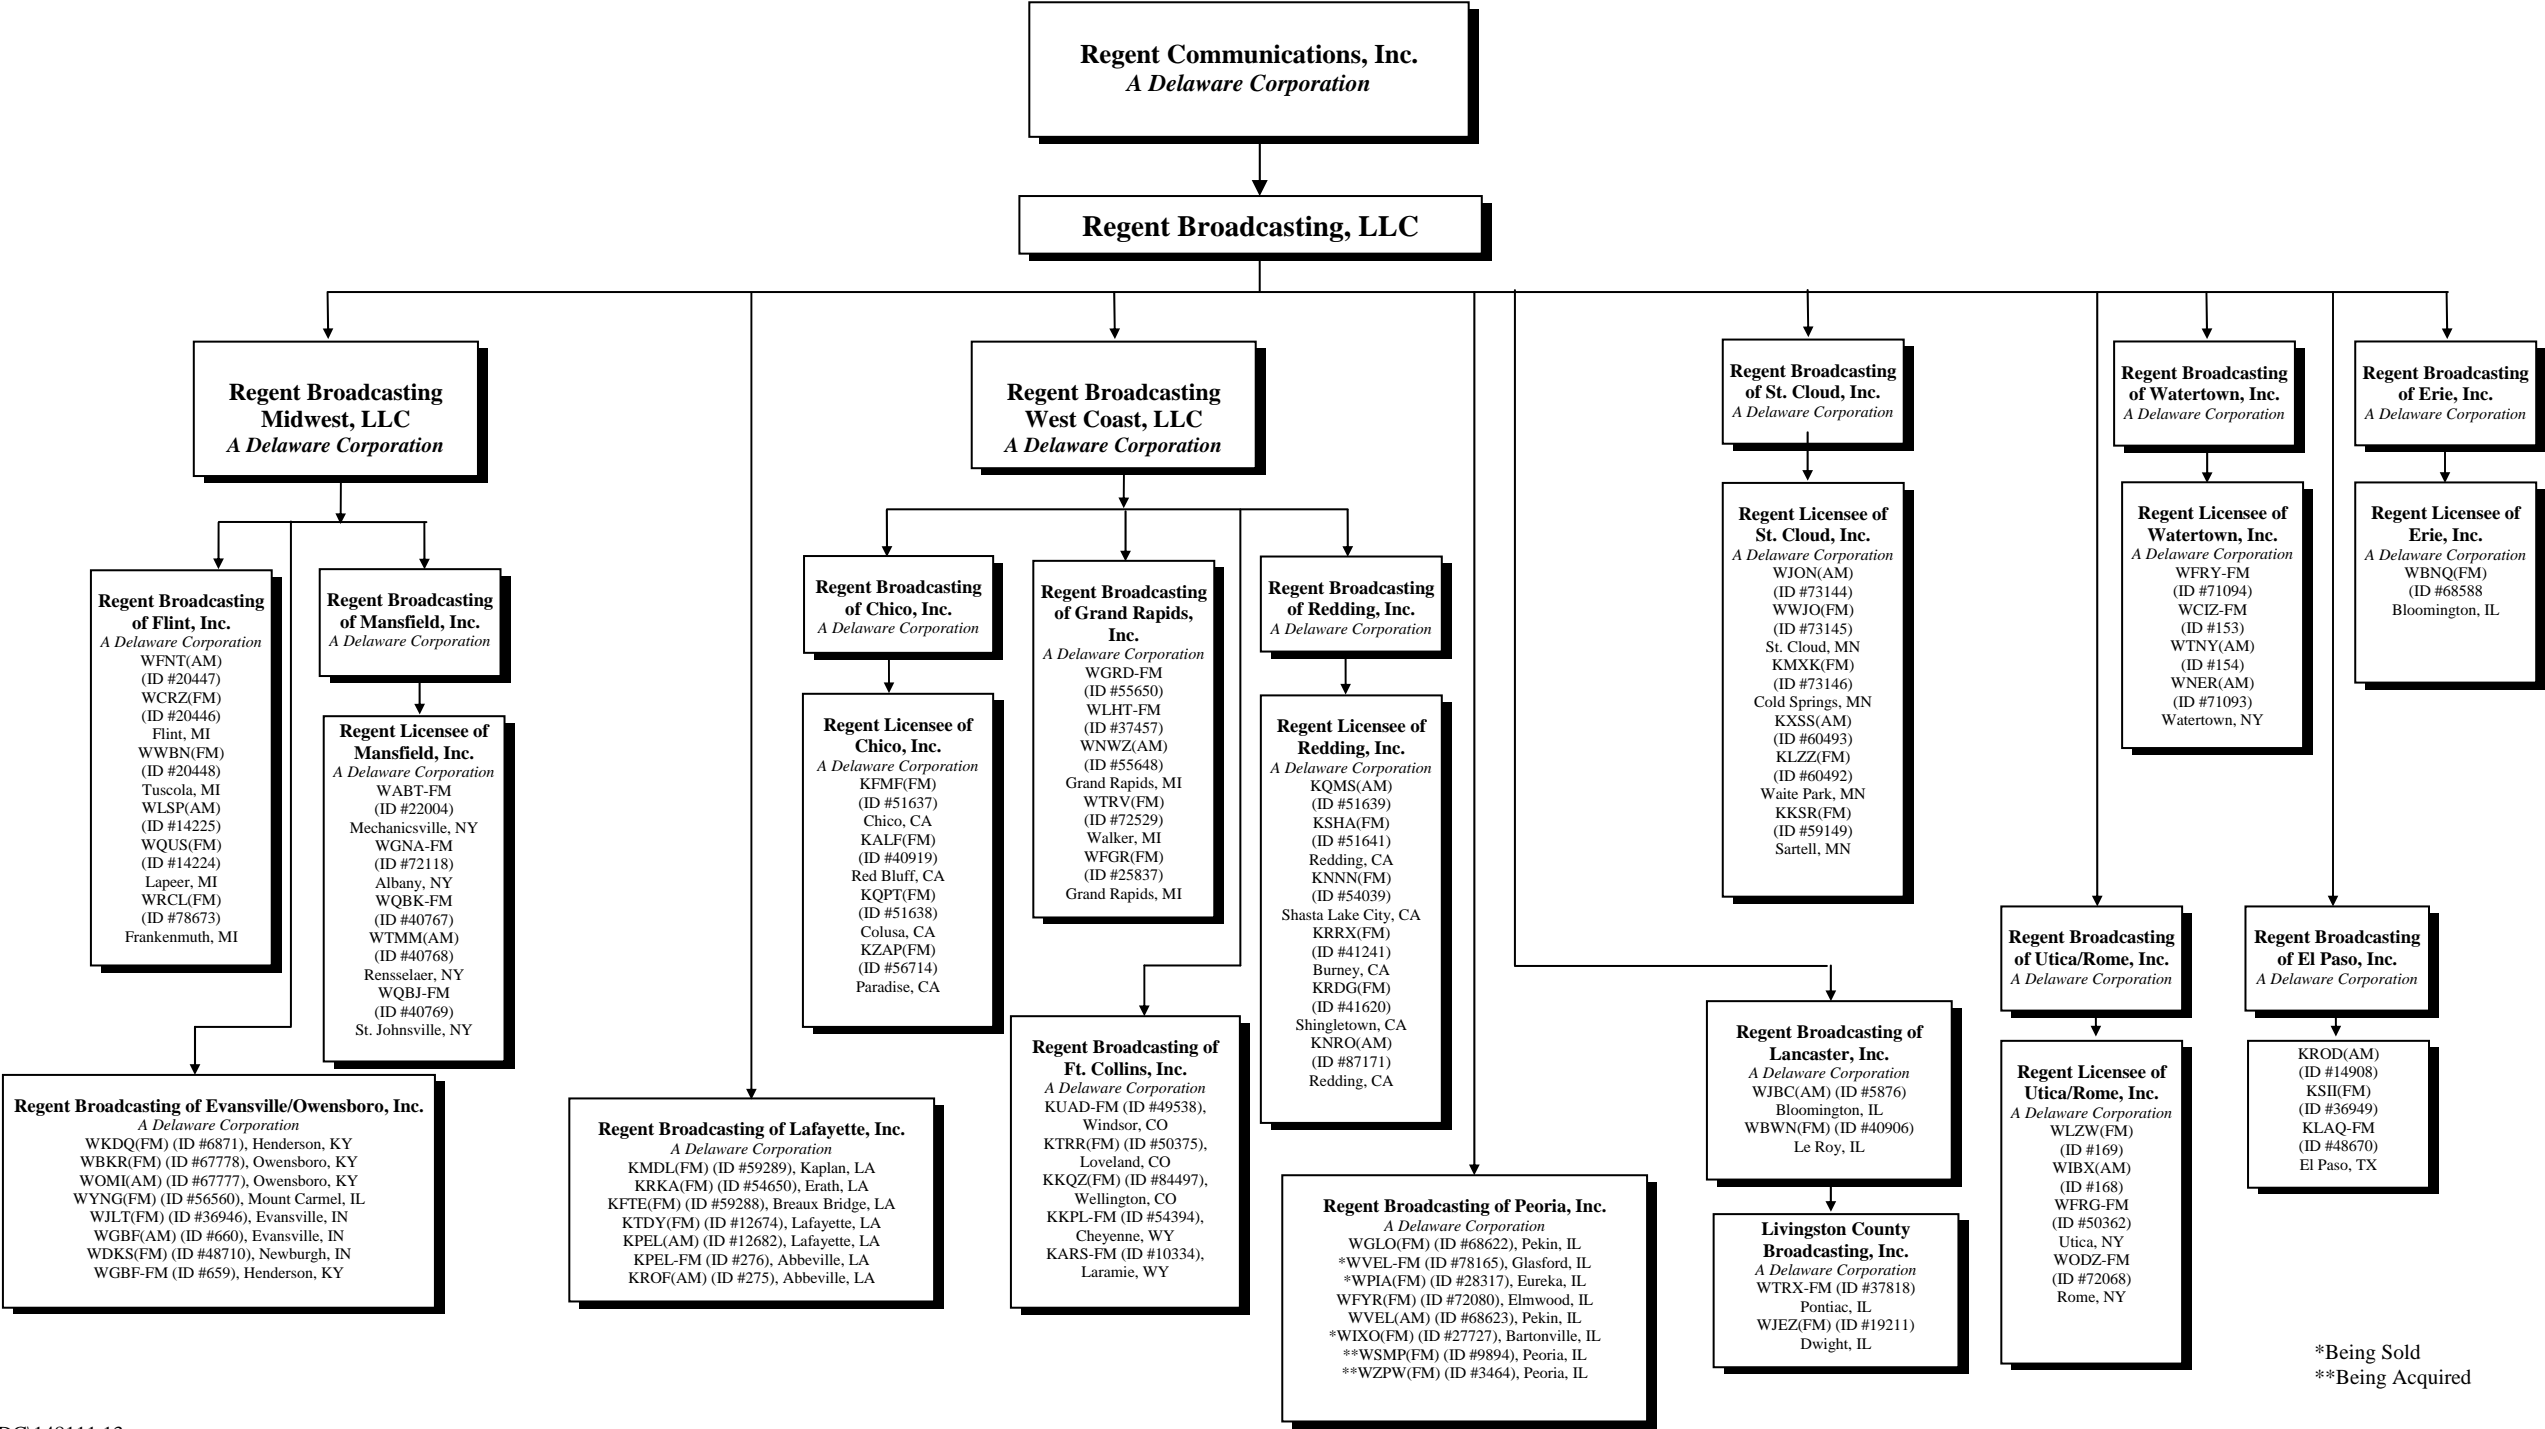 Regent Communications, Inc.
A Delaware Corporation
Regent Broadcasting, LLC
Regent Broadcasting
Midwest, LLC
A Delaware Corporation
Regent Broadcasting
of Flint, Inc.
A Delaware Corporation
WFNT(AM)
(ID #20447)
WCRZ(FM)
(ID #20446)
Flint, MI
WWBN(FM)
(ID #20448)
Tuscola, MI
WLSP(AM)
(ID #14225)
WQUS(FM)
(ID #14224)
Lapeer, MI
WRCL(FM)
(ID #78673)
Frankenmuth, MI
Regent Broadcasting
of Mansfield, Inc.
A Delaware Corporation
Regent Licensee of
Mansfield, Inc.
A Delaware Corporation
WABT-FM
(ID #22004)
Mechanicsville, NY
WGNA-FM
(ID #72118)
Albany, NY
WQBK-FM
(ID #40767)
WTMM(AM)
(ID #40768)
Rensselaer, NY
WQBJ-FM
(ID #40769)
St. Johnsville, NY
Regent Broadcasting of Evansville/Owensboro, Inc.
A Delaware Corporation
WKDQ(FM) (ID #6871), Henderson, KY
WBKR(FM) (ID #67778), Owensboro, KY
WOMI(AM) (ID #67777), Owensboro, KY
WYNG(FM) (ID #56560), Mount Carmel, IL
WJLT(FM) (ID #36946), Evansville, IN
WGBF(AM) (ID #660), Evansville, IN
WDKS(FM) (ID #48710), Newburgh, IN
WGBF-FM (ID #659), Henderson, KY
Regent Broadcasting of Lafayette, Inc.
A Delaware Corporation
KMDL(FM) (ID #59289), Kaplan, LA
KRKA(FM) (ID #54650), Erath, LA
KFTE(FM) (ID #59288), Breaux Bridge, LA
KTDY(FM) (ID #12674), Lafayette, LA
KPEL(AM) (ID #12682), Lafayette, LA
KPEL-FM (ID #276), Abbeville, LA
KROF(AM) (ID #275), Abbeville, LA
Regent Broadcasting
West Coast, LLC
A Delaware Corporation
Regent Broadcasting
of Chico, Inc.
A Delaware Corporation
Regent Licensee of
Chico, Inc.
A Delaware Corporation
KFMF(FM)
(ID #51637)
Chico, CA
KALF(FM)
(ID #40919)
Red Bluff, CA
KQPT(FM)
(ID #51638)
Colusa, CA
KZAP(FM)
(ID #56714)
Paradise, CA
Regent Broadcasting
of Grand Rapids,
Inc.
A Delaware Corporation
WGRD-FM
(ID #55650)
WLHT-FM
(ID #37457)
WNWZ(AM)
(ID #55648)
Grand Rapids, MI
WTRV(FM)
(ID #72529)
Walker, MI
WFGR(FM)
(ID #25837)
Grand Rapids, MI
Regent Broadcasting of
Ft. Collins, Inc.
A Delaware Corporation
KUAD-FM (ID #49538),
Windsor, CO
KTRR(FM) (ID #50375),
Loveland, CO
KKQZ(FM) (ID #84497),
Wellington, CO
KKPL-FM (ID #54394),
Cheyenne, WY
KARS-FM (ID #10334),
Laramie, WY
Regent Broadcasting
of Redding, Inc.
A Delaware Corporation
Regent Licensee of
Redding, Inc.
A Delaware Corporation
KQMS(AM)
(ID #51639)
KSHA(FM)
(ID #51641)
Redding, CA
KNNN(FM)
(ID #54039)
Shasta Lake City, CA
KRRX(FM)
(ID #41241)
Burney, CA
KRDG(FM)
(ID #41620)
Shingletown, CA
KNRO(AM)
(ID #87171)
Redding, CA
Regent Broadcasting of Peoria, Inc.
A Delaware Corporation
WGLO(FM) (ID #68622), Pekin, IL
*WVEL-FM (ID #78165), Glasford, IL
*WPIA(FM) (ID #28317), Eureka, IL
WFYR(FM) (ID #72080), Elmwood, IL
WVEL(AM) (ID #68623), Pekin, IL
*WIXO(FM) (ID #27727), Bartonville, IL
**WSMP(FM) (ID #9894), Peoria, IL
**WZPW(FM) (ID #3464), Peoria, IL
Regent Broadcasting of
Lancaster, Inc.
A Delaware Corporation
WJBC(AM) (ID #5876)
Bloomington, IL
WBWN(FM) (ID #40906)
Le Roy, IL
Livingston County
Broadcasting, Inc.
A Delaware Corporation
WTRX-FM (ID #37818)
Pontiac, IL
WJEZ(FM) (ID #19211)
Dwight, IL
Regent Broadcasting
of St. Cloud, Inc.
A Delaware Corporation
Regent Licensee of
St. Cloud, Inc.
A Delaware Corporation
WJON(AM)
(ID #73144)
WWJO(FM)
(ID #73145)
St. Cloud, MN
KMXK(FM)
(ID #73146)
Cold Springs, MN
KXSS(AM)
(ID #60493)
KLZZ(FM)
(ID #60492)
Waite Park, MN
KKSR(FM)
(ID #59149)
Sartell, MN
Regent Broadcasting
of Utica/Rome, Inc.
A Delaware Corporation
Regent Licensee of
Utica/Rome, Inc.
A Delaware Corporation
WLZW(FM)
(ID #169)
WIBX(AM)
(ID #168)
WFRG-FM
(ID #50362)
Utica, NY
WODZ-FM
(ID #72068)
Rome, NY
Regent Broadcasting
of Watertown, Inc.
A Delaware Corporation
Regent Licensee of
Watertown, Inc.
A Delaware Corporation
WFRY-FM
(ID #71094)
WCIZ-FM
(ID #153)
WTNY(AM)
(ID #154)
WNER(AM)
(ID #71093)
Watertown, NY
Regent Broadcasting
of El Paso, Inc.
A Delaware Corporation
KROD(AM)
(ID #14908)
KSII(FM)
(ID #36949)
KLAQ-FM
(ID #48670)
El Paso, TX
Regent Broadcasting
of Erie, Inc.
A Delaware Corporation
Regent Licensee of
Erie, Inc.
A Delaware Corporation
WBNQ(FM)
(ID #68588
Bloomington, IL
*Being Sold
**Being Acquired